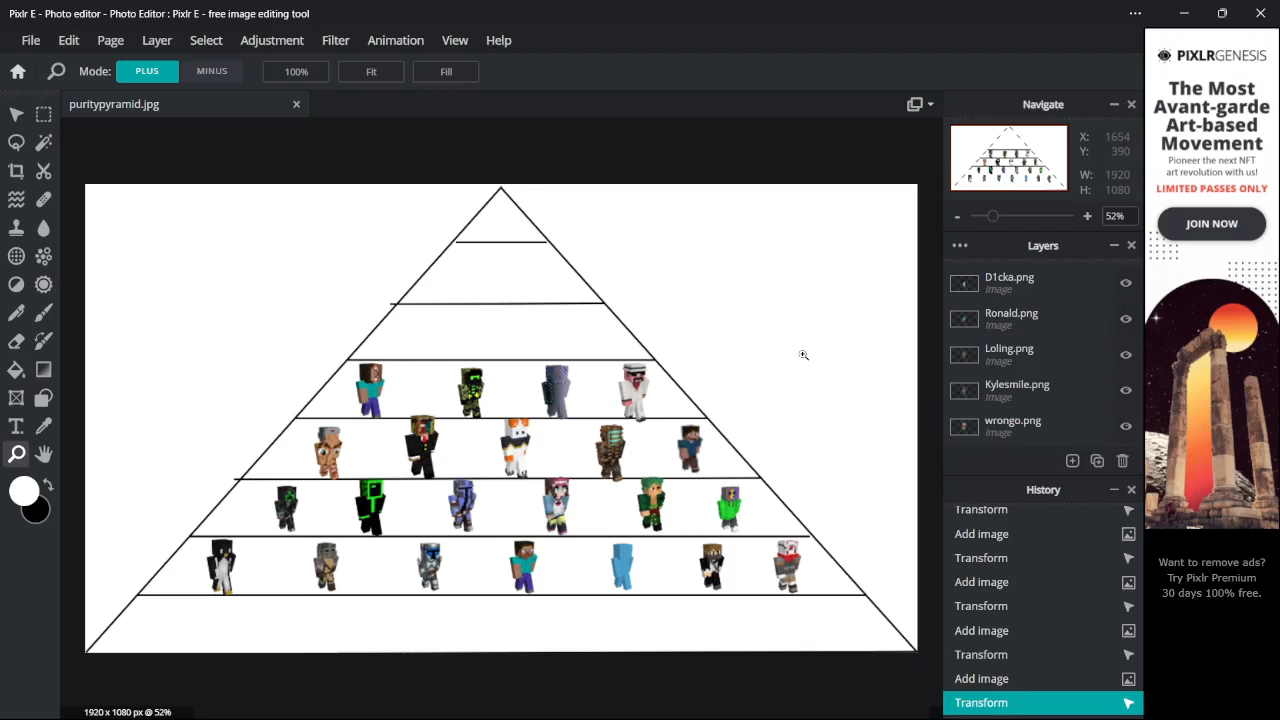 Pixlr E - Photo editor - Photo Editor : Pixlr E - free image editing tool
File Edit Page Layer Select Adjustment Filter Animation View Help
Mode: PLUS MINUS 100% Fit Fill
puritypyramid.jpg
Navigate
X: 1654
Y: 390
W: 1920
H: 1080
- + 52%
Layers
D1cka.png
Image
Ronald.png
Image
Loling.png
Image
Kylesmile.png
Image
wrongo.png
Image
History
Transform
Add image
Transform
Add image
Transform
Add image
Transform
Add image
Transform
1920 x 1080 px @ 52%
PIXLRGENESIS
The Most
Avant-garde
Art-based
Movement
Pioneer the next NFT
art revolution with us!
LIMITED PASSES ONLY
JOIN NOW
Want to remove ads?
Try Pixlr Premium
30 days 100% free.